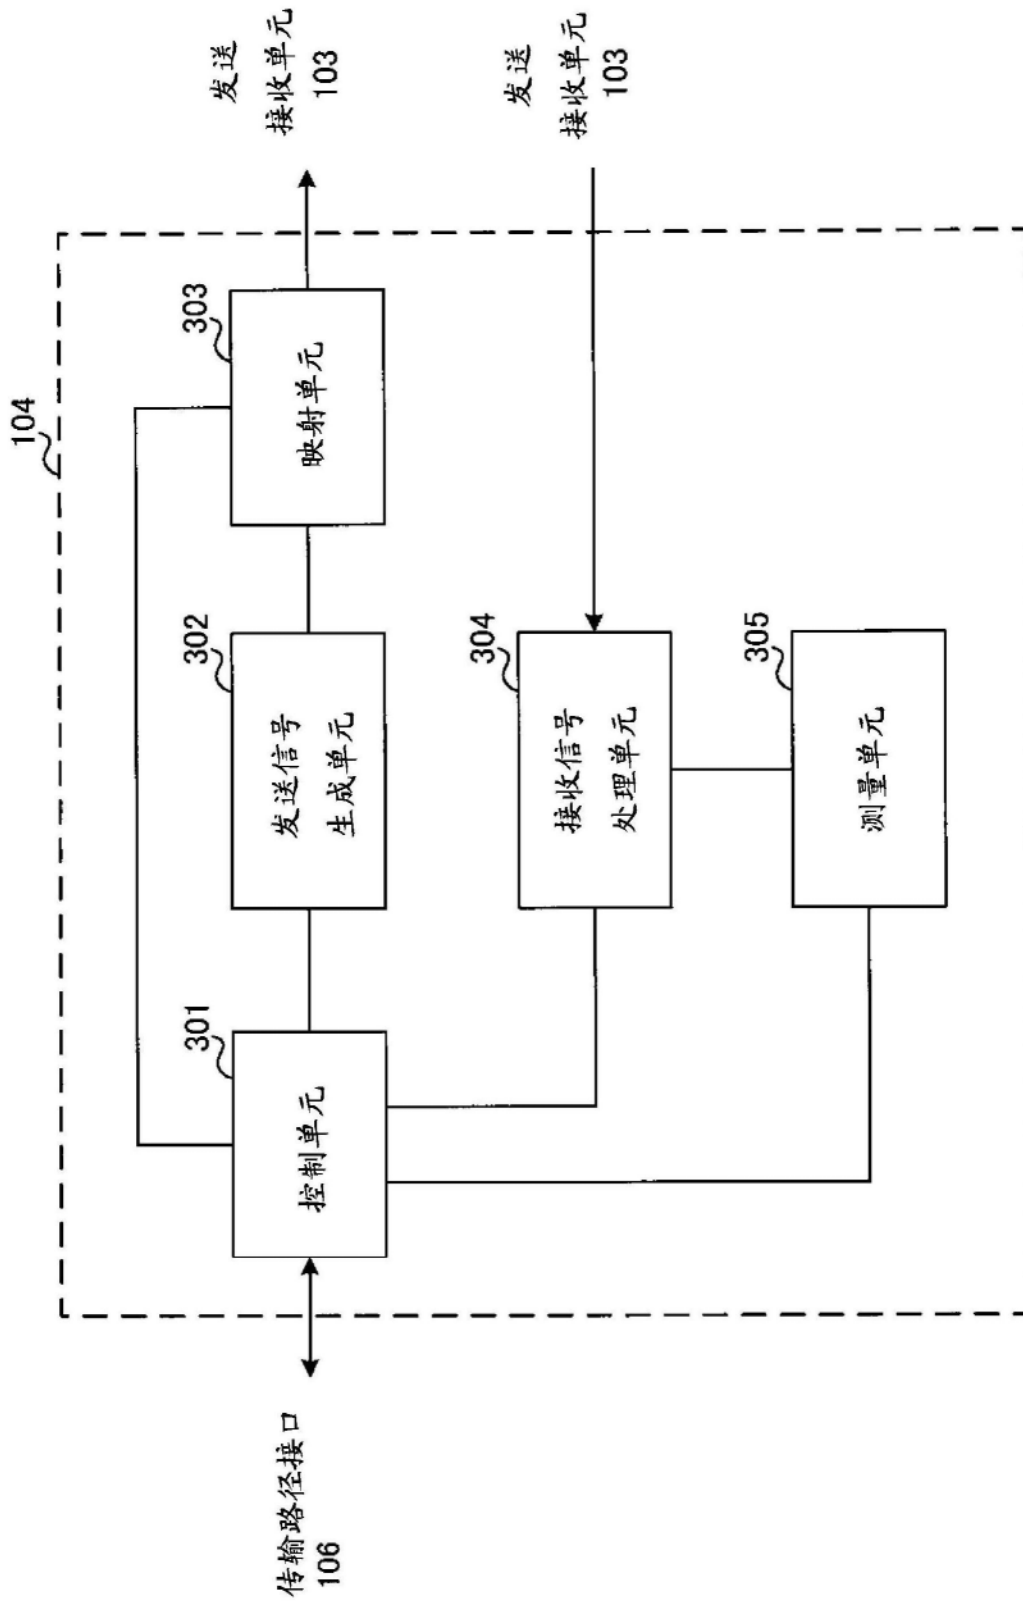 104
301
302
303
发送
接收单元
103
传输路径接口
106
控制单元
发送信号
生成单元
映射单元
304
发送
接收单元
103
接收信号
处理单元
305
测量单元